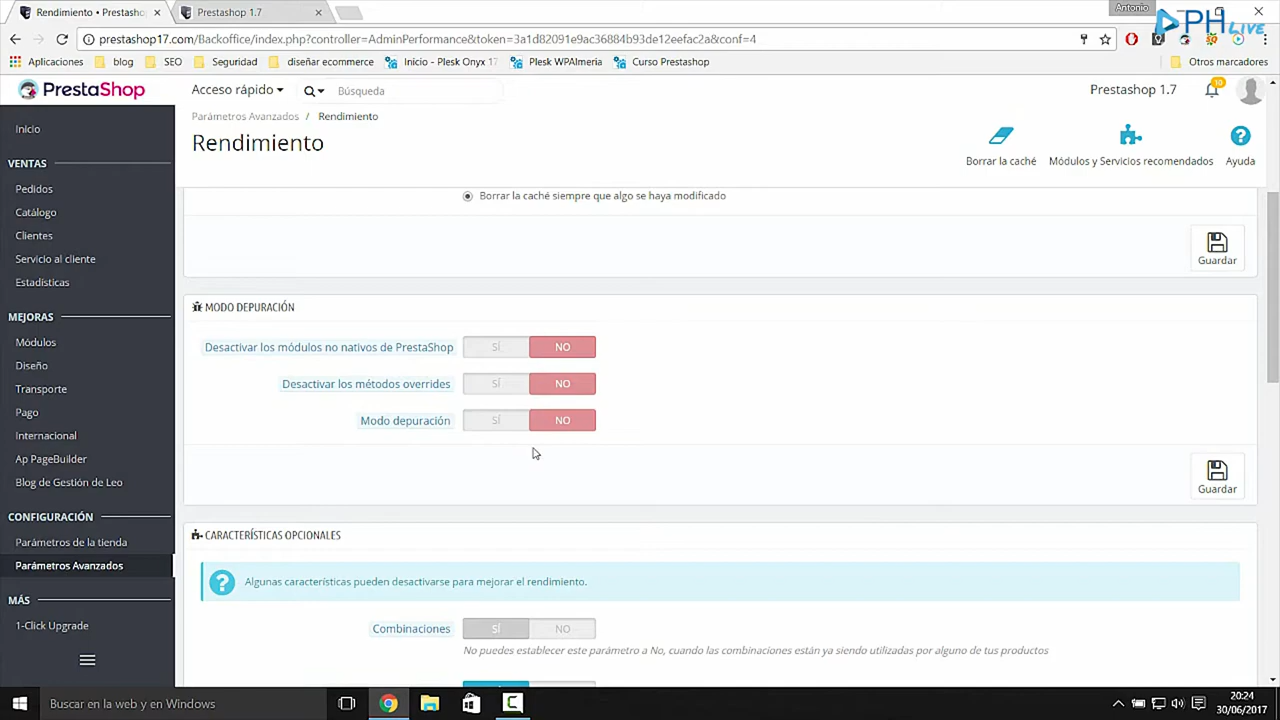 Rendimiento • Prestasho
Prestashop 1.7
Antonio
PH LIVE
prestashop17.com/Backoffice/index.php?controller=AdminPerformance&token=3a1d82091e9ac36884b93de12eefac2a&conf=4
Aplicaciones
blog
SEO
Seguridad
diseñar ecommerce
Inicio - Plesk Onyx 17
Plesk WPAlmeria
Curso Prestashop
Otros marcadores
PrestaShop
Acceso rápido
Búsqueda
Prestashop 1.7
10
Parámetros Avanzados / Rendimiento
Rendimiento
Borrar la caché
Módulos y Servicios recomendados
Ayuda
Inicio
VENTAS
Pedidos
Catálogo
Clientes
Servicio al cliente
Estadísticas
MEJORAS
Módulos
Diseño
Transporte
Pago
Internacional
Ap PageBuilder
Blog de Gestión de Leo
CONFIGURACIÓN
Parámetros de la tienda
Parámetros Avanzados
MÁS
1-Click Upgrade
Borrar la caché siempre que algo se haya modificado
Guardar
MODO DEPURACIÓN
Desactivar los módulos no nativos de PrestaShop SÍ NO
Desactivar los métodos overrides SÍ NO
Modo depuración SÍ NO
Guardar
CARACTERÍSTICAS OPCIONALES
Algunas características pueden desactivarse para mejorar el rendimiento.
Combinaciones SÍ NO
No puedes establecer este parámetro a No, cuando las combinaciones están ya siendo utilizadas por alguno de tus productos
Buscar en la web y en Windows
20:24
30/06/2017